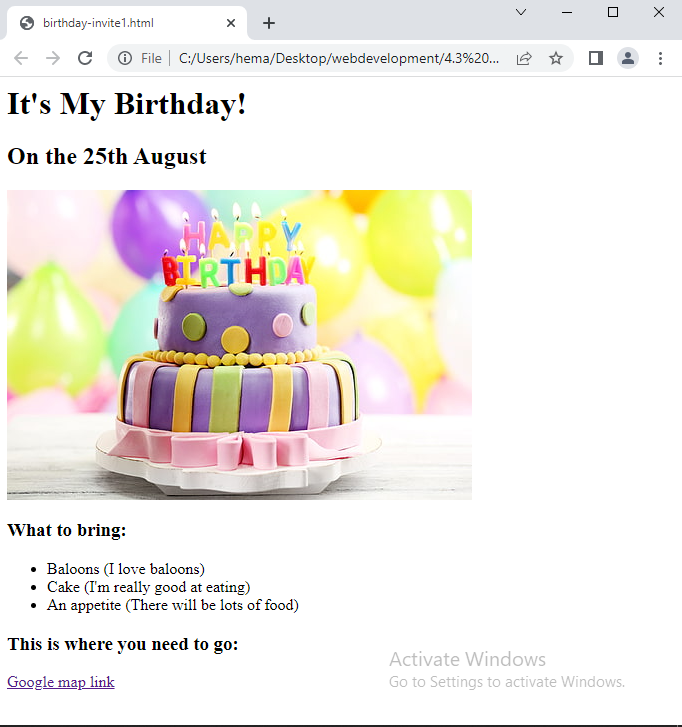 birthday-invite1.html
File | C:/Users/hema/Desktop/webdevelopment/4.3%20...
It's My Birthday!
On the 25th August
HAPPY
BIRTHDAY
What to bring:
Baloons (I love baloons)
Cake (I'm really good at eating)
An appetite (There will be lots of food)
This is where you need to go:
Google map link
Activate Windows
Go to Settings to activate Windows.